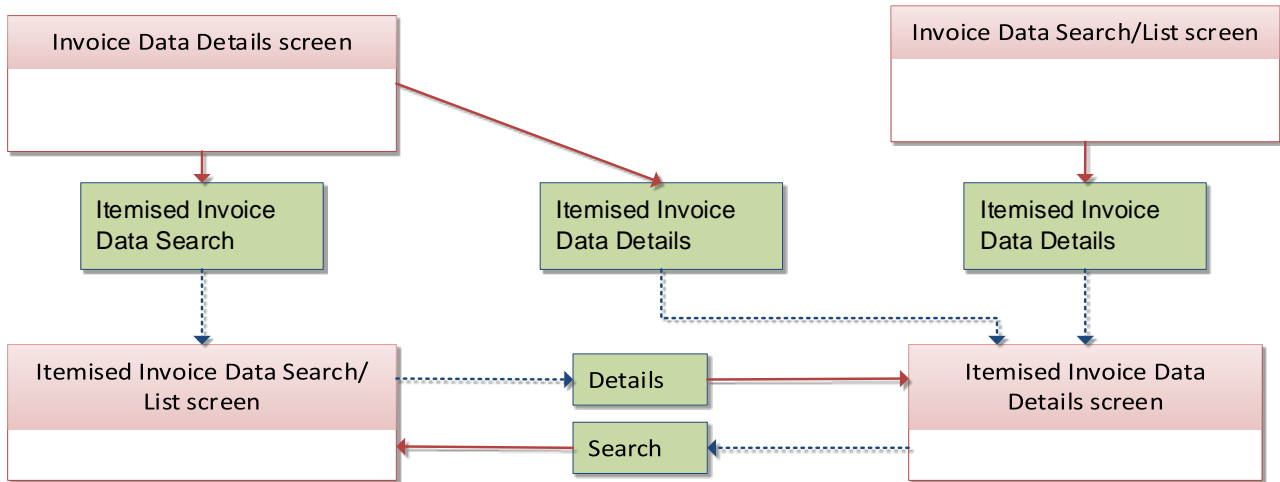 Invoice Data Details screen
Invoice Data Search/List screen
Itemised Invoice
Data Search
Itemised Invoice
Data Details
Itemised Invoice
Data Details
Itemised Invoice Data Search/
List screen
Details
Search
Itemised Invoice Data
Details screen